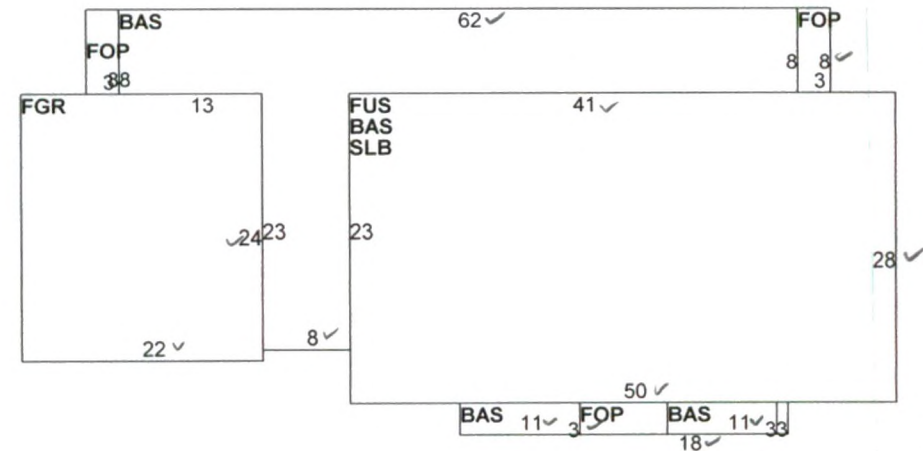 BAS 62 FOP
FOP 8 8
3 8 8 3
FGR 13 FUS 41
BAS
SLB
24 23 23
28
8
22
50
BAS 11 FOP BAS 11 3 3
3
18